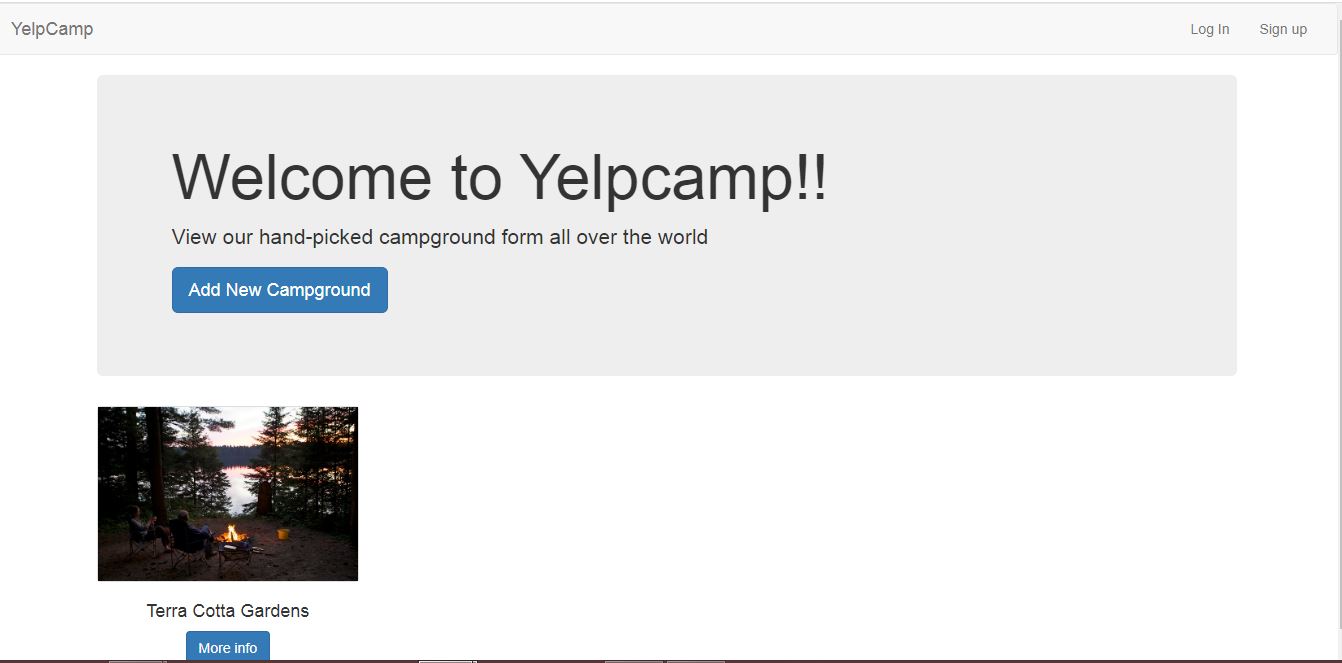 YelpCamp
Log In
Sign up
Welcome to Yelpcamp!!
View our hand-picked campground form all over the world
Add New Campground
Terra Cotta Gardens
More info